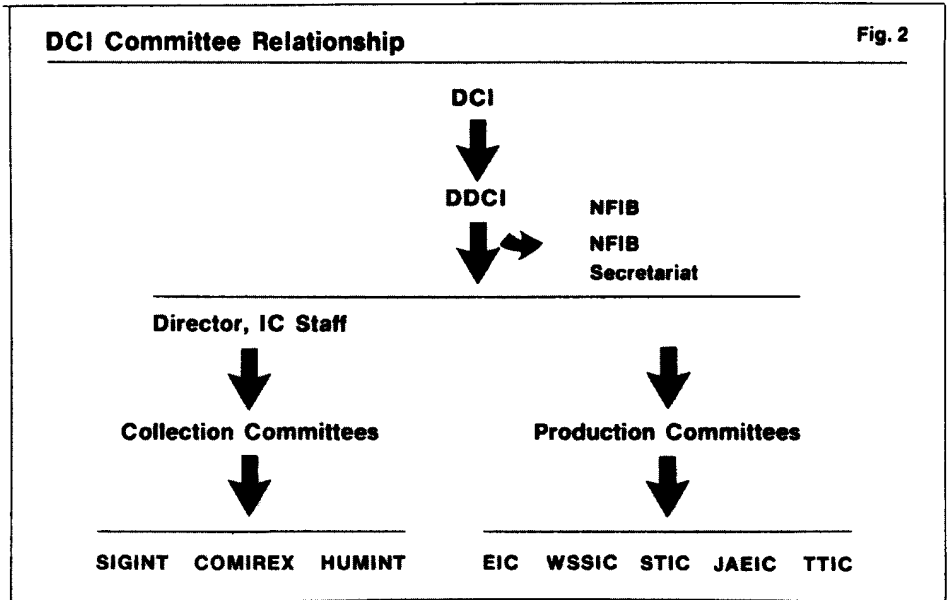 DCI Committee Relationship
Fig. 2
DCI
DDCI
NFIB
NFIB
Secretariat
Director, IC Staff
Collection Committees
Production Committees
SIGINT COMIREX HUMINT
EIC WSSIC STIC JAEIC TTIC